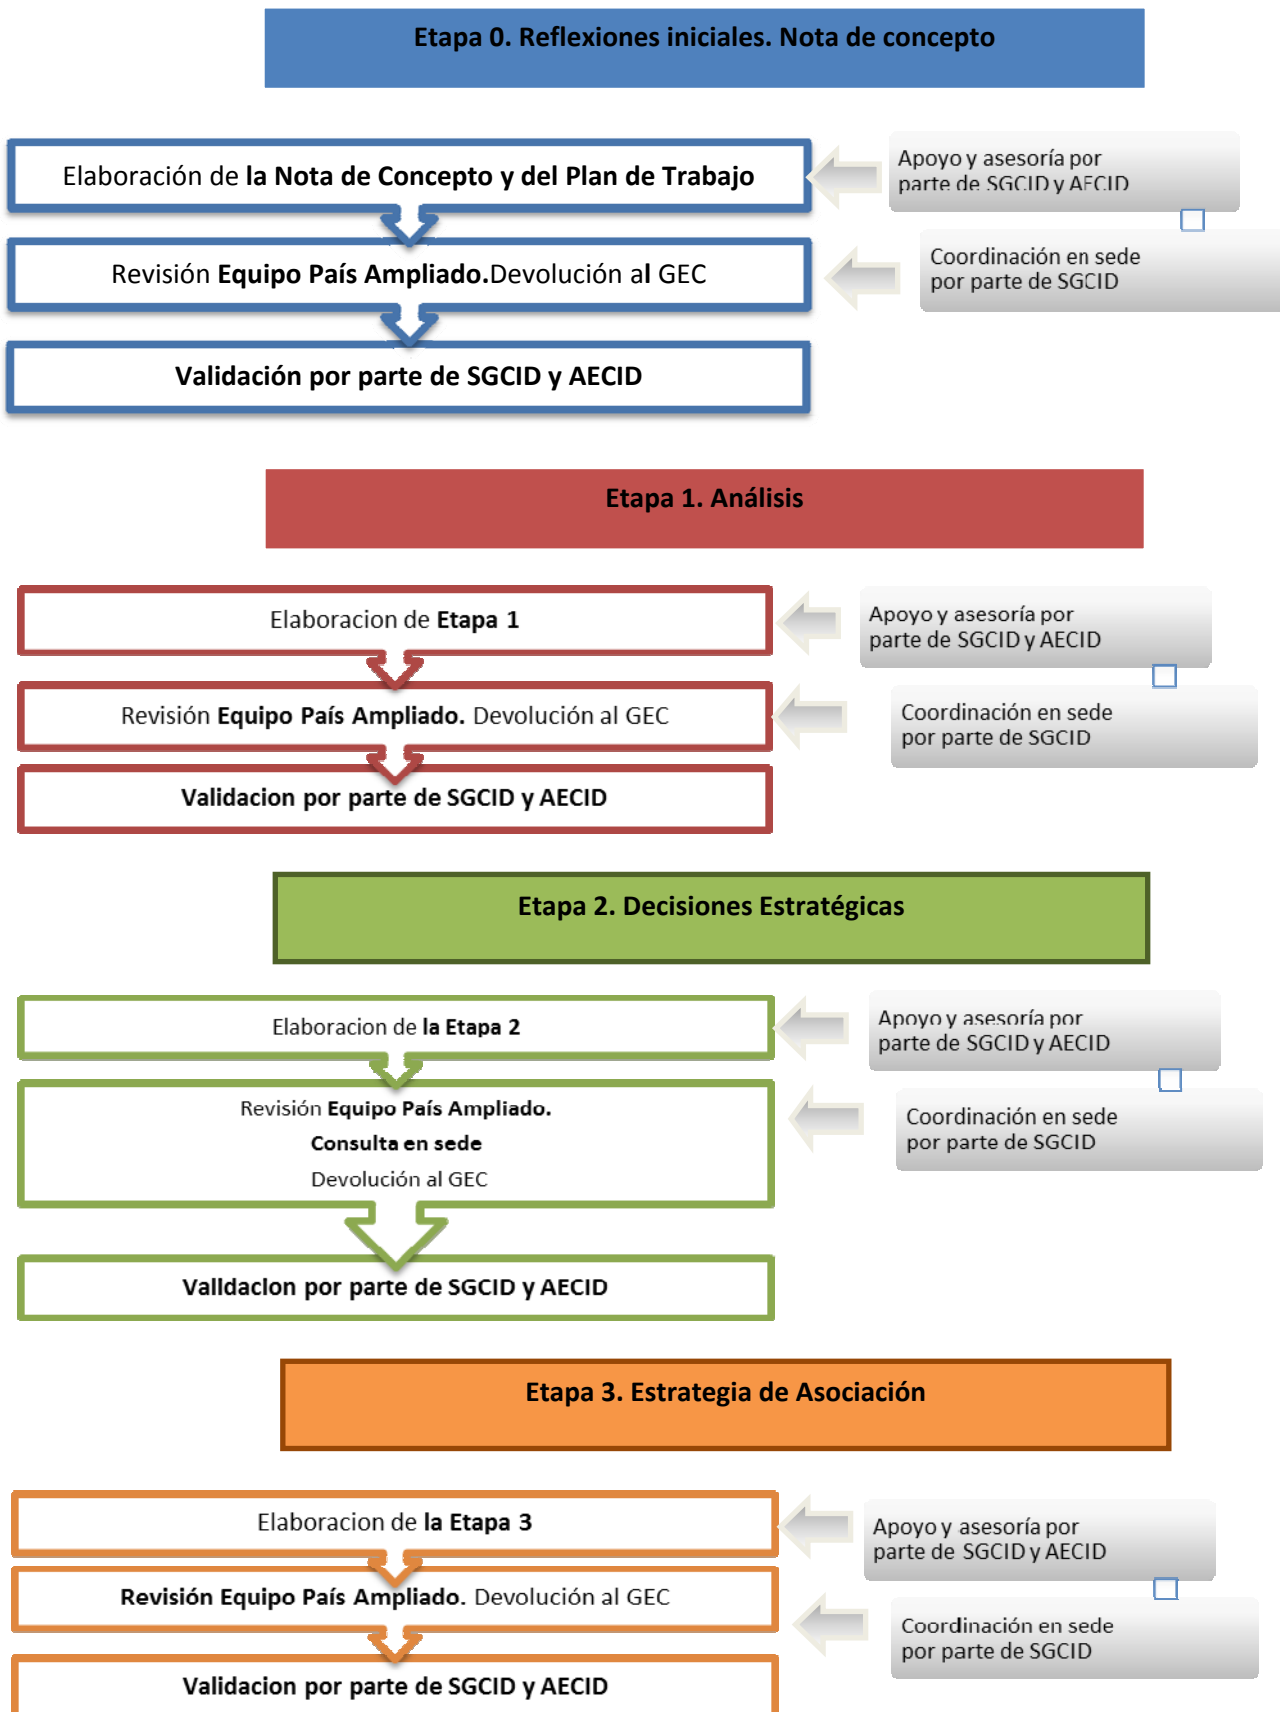 Etapa 0. Reflexiones iniciales. Nota de concepto
Elaboración de la Nota de Concepto y del Plan de Trabajo
Apoyo y asesoría por
parte de SGCID y AECID
Revisión Equipo País Ampliado.Devolución al GEC
Coordinación en sede
por parte de SGCID
Validación por parte de SGCID y AECID
Etapa 1. Análisis
Elaboracion de Etapa 1
Apoyo y asesoría por
parte de SGCID y AECID
Revisión Equipo País Ampliado. Devolución al GEC
Coordinación en sede
por parte de SGCID
Validacion por parte de SGCID y AECID
Etapa 2. Decisiones Estratégicas
Elaboracion de la Etapa 2
Apoyo y asesoría por
parte de SGCID y AECID
Revisión Equipo País Ampliado.
Consulta en sede
Devolución al GEC
Coordinación en sede
por parte de SGCID
Validacion por parte de SGCID y AECID
Etapa 3. Estrategia de Asociación
Elaboracion de la Etapa 3
Apoyo y asesoría por
parte de SGCID y AECID
Revisión Equipo País Ampliado. Devolución al GEC
Coordinación en sede
por parte de SGCID
Validacion por parte de SGCID y AECID